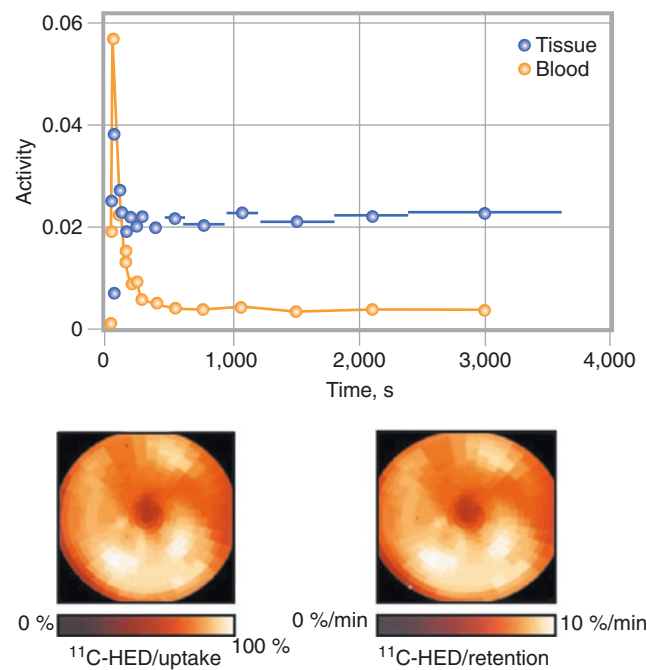 0.06
0.04
0.02
0
Activity
Tissue
Blood
0 1,000 2,000 3,000 4,000
Time, s
0 % 100 %
¹¹C-HED/uptake
0 %/min 10 %/min
¹¹C-HED/retention